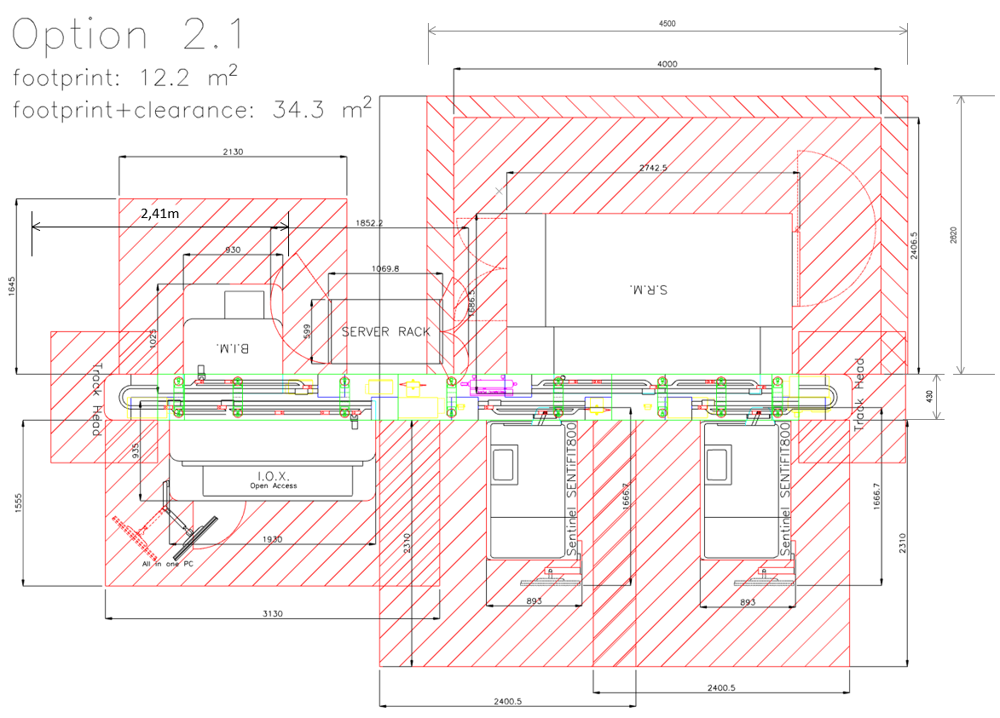 Option 2.1
footprint: 12.2 m²
footprint+clearance: 34.3 m²
4500
4000
2130
2742.5
2,41m
1852.2
930
1069.8
1645
1025
599
1686.5
2406.5
2620
S.R.M.
B.I.M.
SERVER RACK
Track Head
Track Head
430
935
I.O.X.
Open Access
Sentinel SENTiFIT800
Sentinel SENTiFIT800
1555
1666.7
1666.7
1930
2310
2310
All in one PC
893
893
3130
2400.5
2400.5